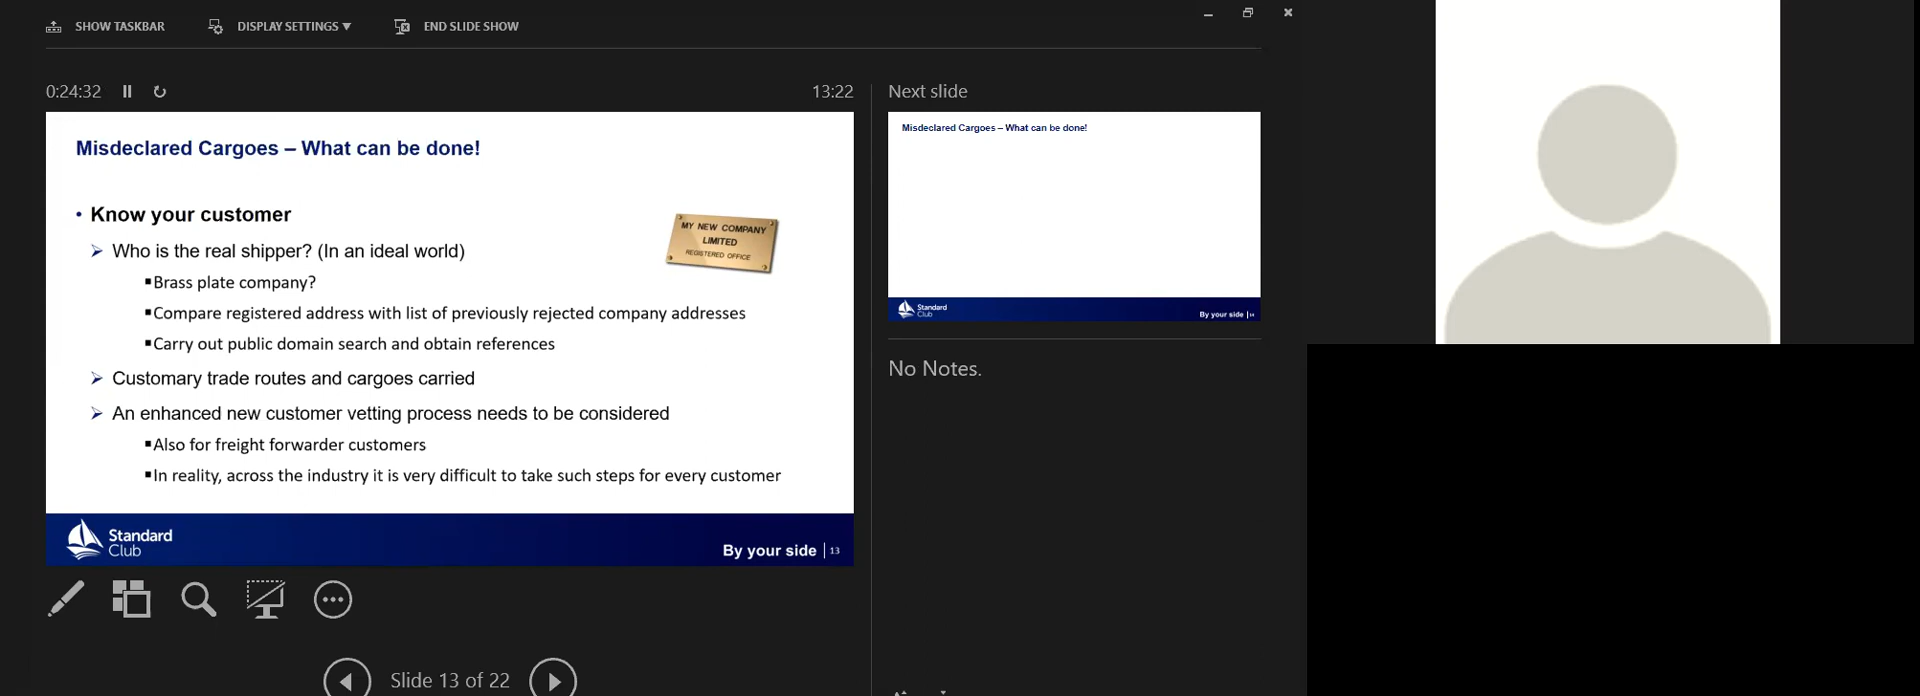 SHOW TASKBAR
DISPLAY SETTINGS ▼
END SLIDE SHOW
0:24:32
13:22
Misdeclared Cargoes – What can be done!
• Know your customer
➢ Who is the real shipper? (In an ideal world)
▪Brass plate company?
▪Compare registered address with list of previously rejected company addresses
▪Carry out public domain search and obtain references
➢ Customary trade routes and cargoes carried
➢ An enhanced new customer vetting process needs to be considered
▪Also for freight forwarder customers
▪In reality, across the industry it is very difficult to take such steps for every customer
MY NEW COMPANY
LIMITED
REGISTERED OFFICE
Standard
Club
By your side | 13
Slide 13 of 22
Next slide
Misdeclared Cargoes – What can be done!
Standard
Club
By your side | 14
No Notes.